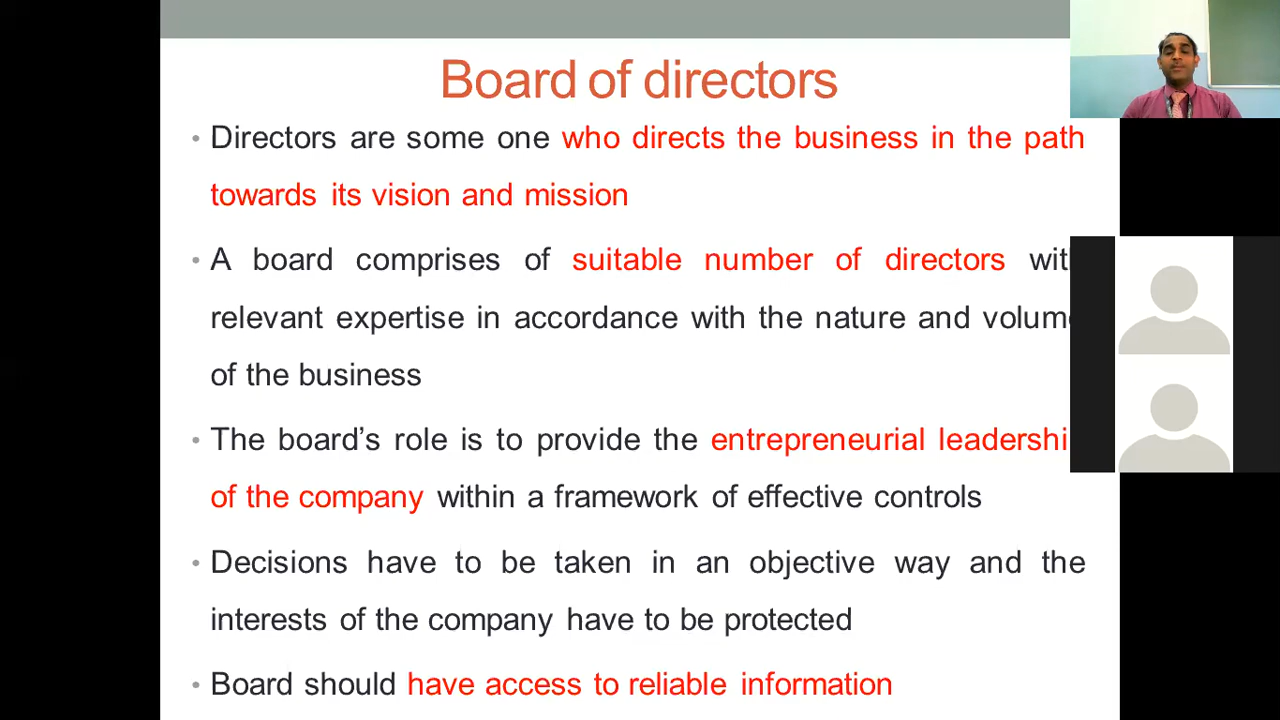 Board of directors
• Directors are some one who directs the business in the path
towards its vision and mission
• A board comprises of suitable number of directors
relevant expertise in accordance with the nature and
of the business
• The board's role is to provide the entrepreneurial
of the company within a framework of effective controls
• Decisions have to be taken in an objective way and the
interests of the company have to be protected
• Board should have access to reliable information